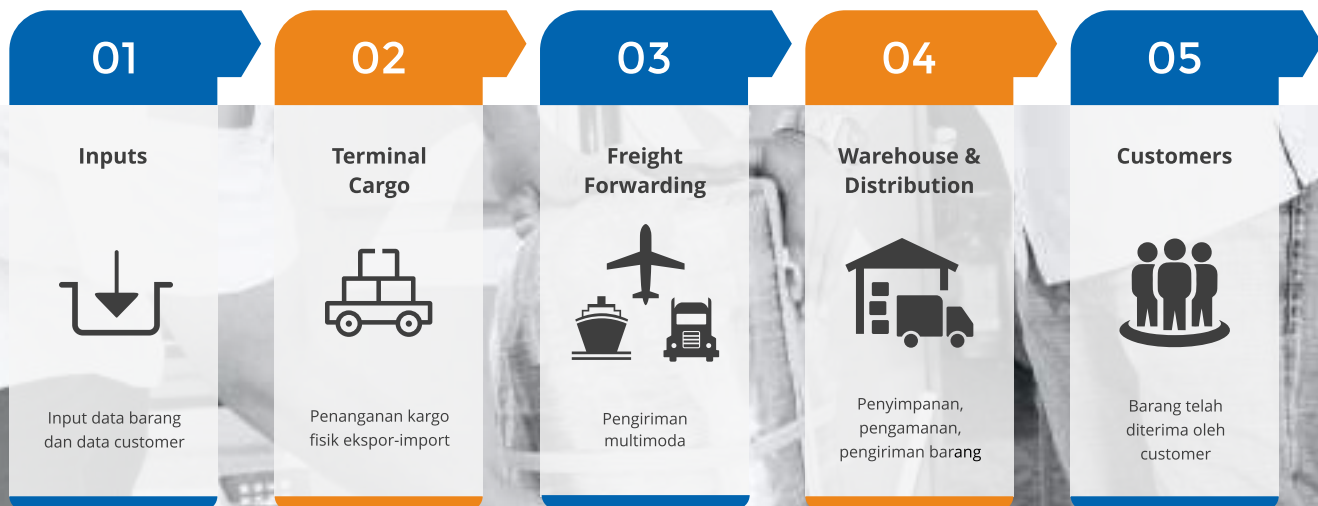 01
Inputs
Input data barang
dan data customer
02
Terminal
Cargo
Penanganan kargo
fisik ekspor-import
03
Freight
Forwarding
Pengiriman
multimoda
04
Warehouse &
Distribution
Penyimpanan,
pengamanan,
pengiriman barang
05
Customers
Barang telah
diterima oleh
customer